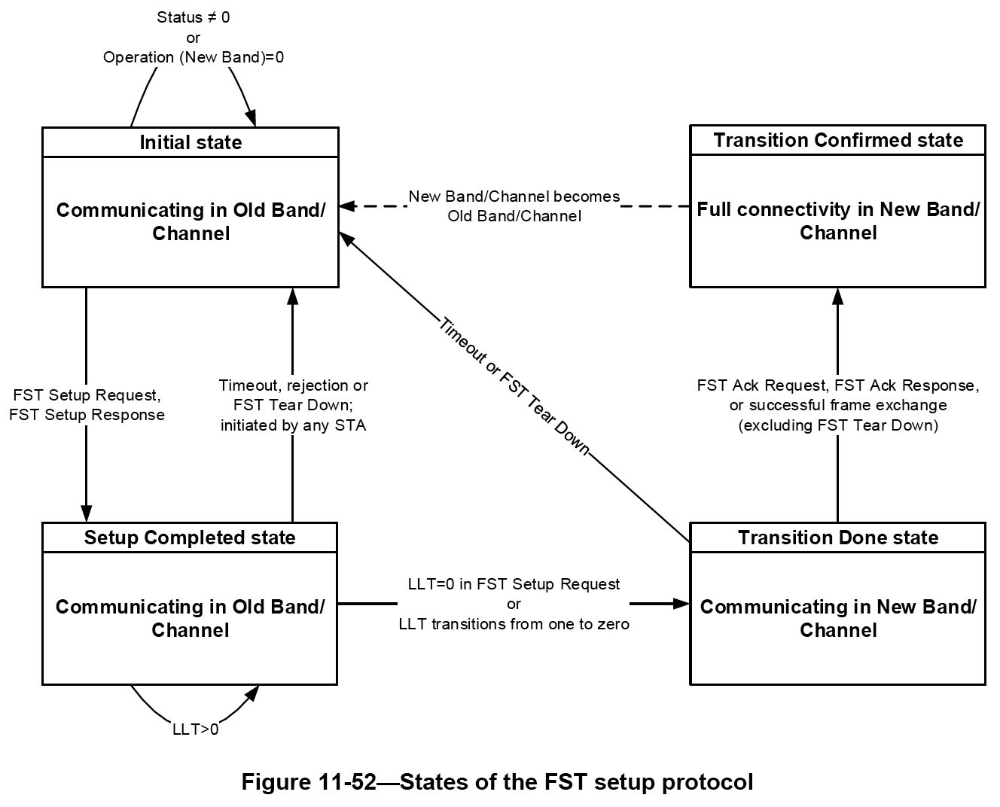 Status ≠ 0
or
Operation (New Band)=0
Initial state
Communicating in Old Band/
Channel
Transition Confirmed state
Full connectivity in New Band/
Channel
New Band/Channel becomes
Old Band/Channel
Timeout or FST Tear Down
FST Setup Request,
FST Setup Response
Timeout, rejection or
FST Tear Down;
initiated by any STA
FST Ack Request, FST Ack Response,
or successful frame exchange
(excluding FST Tear Down)
Setup Completed state
Communicating in Old Band/
Channel
LLT=0 in FST Setup Request
or
LLT transitions from one to zero
Transition Done state
Communicating in New Band/
Channel
LLT>0
Figure 11-52—States of the FST setup protocol